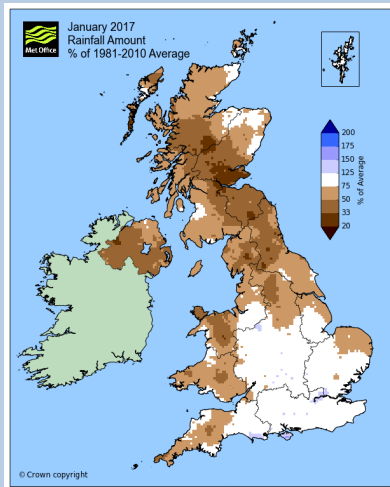 January 2017
Rainfall Amount
% of 1981-2010 Average
Met Office
200
175
150
125
75
50
33
20
% of Average
© Crown copyright